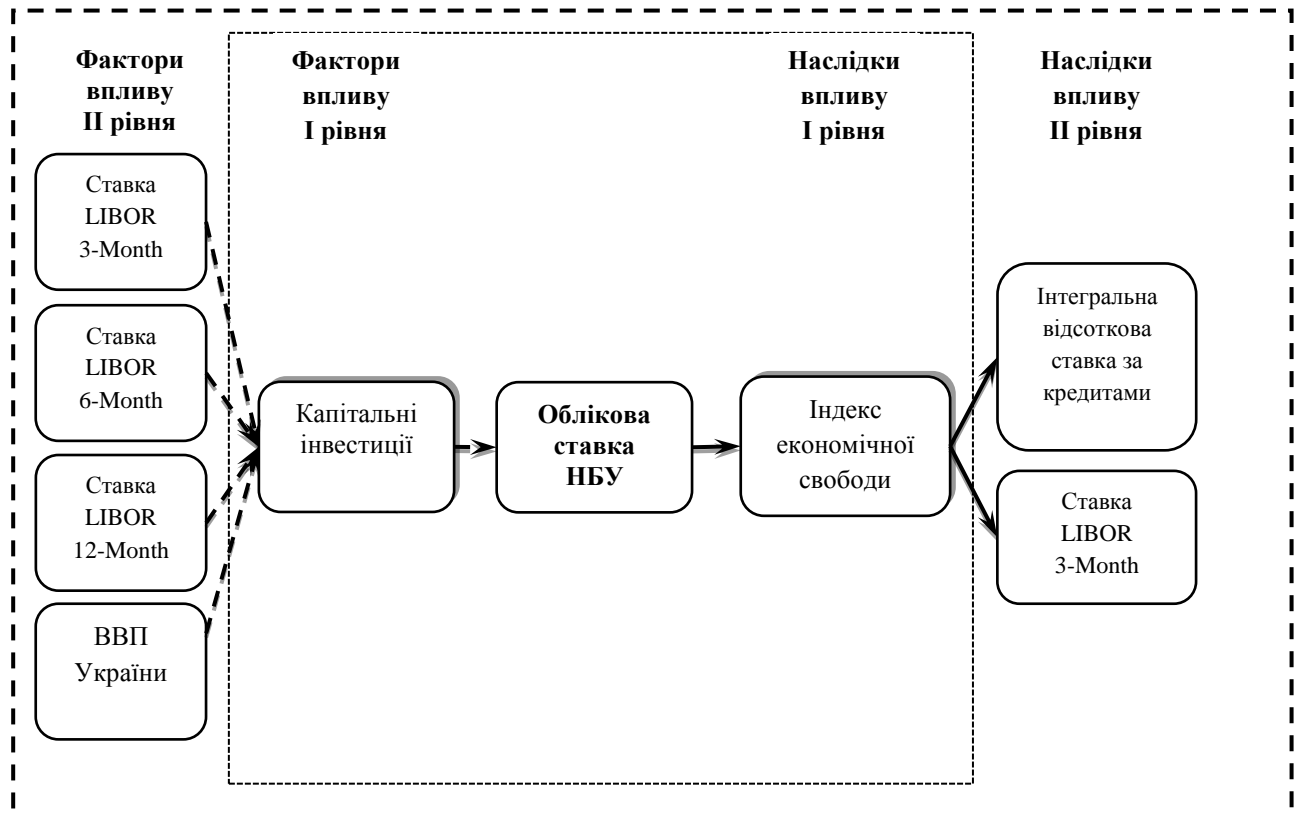 Фактори
впливу
ІІ рівня
Фактори
впливу
І рівня
Наслідки
впливу
І рівня
Наслідки
впливу
ІІ рівня
Ставка
LIBOR
3-Month
Ставка
LIBOR
6-Month
Ставка
LIBOR
12-Month
ВВП
України
Капітальні
інвестиції
Облікова
ставка
НБУ
Індекс
економічної
свободи
Інтегральна
відсоткова
ставка за
кредитами
Ставка
LIBOR
3-Month